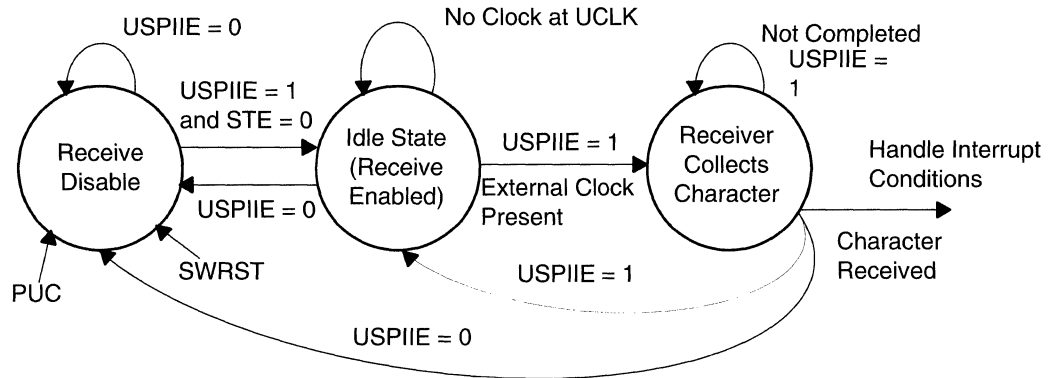 No Clock at UCLK
USPIIE = 0
Not Completed
USPIIE =
1
USPIIE = 1
and STE = 0
Receive
Disable
Idle State
(Receive
Enabled)
USPIIE = 1
External Clock
Present
Receiver
Collects
Character
Handle Interrupt
Conditions
USPIIE = 0
Character
Received
SWRST
USPIIE = 1
PUC
USPIIE = 0